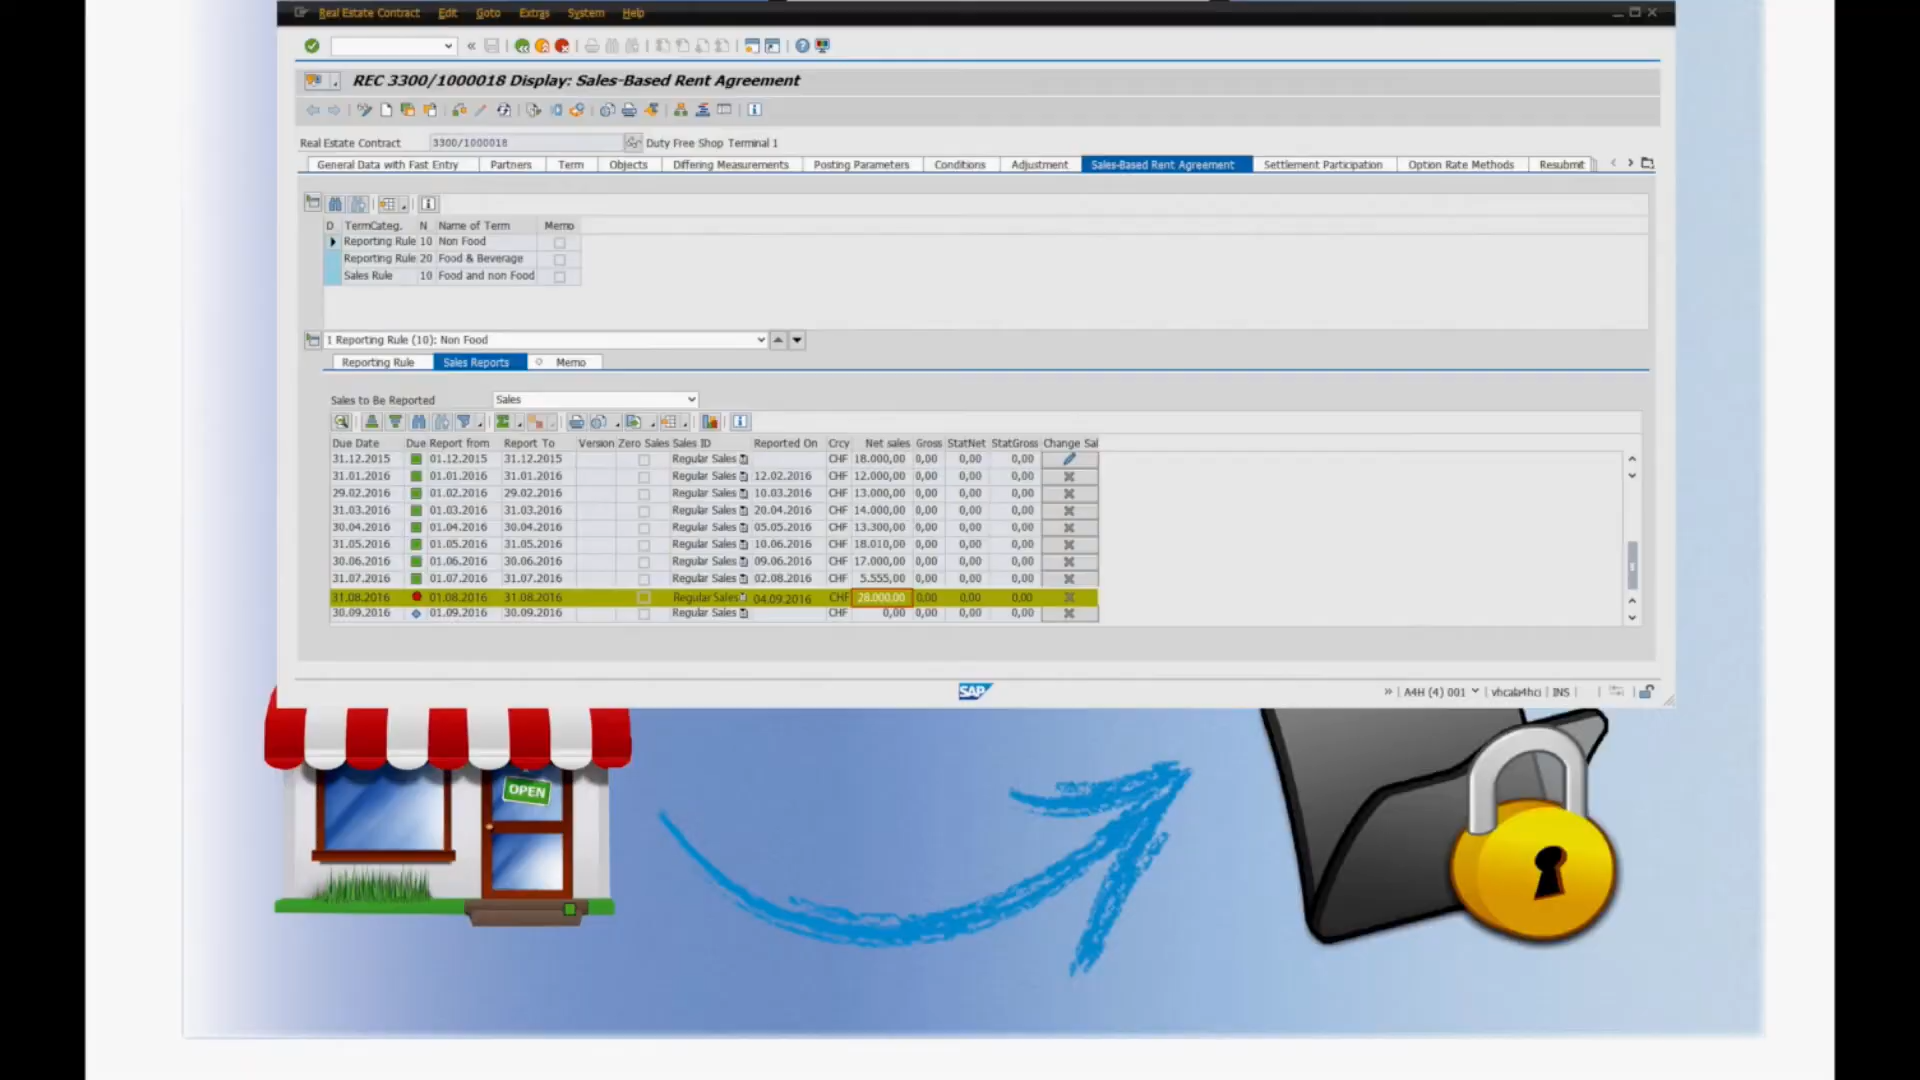 Real Estate Contract Edit Goto Extras System Help
REC 3300/1000018 Display: Sales-Based Rent Agreement
Real Estate Contract 3300/1000018 Duty Free Shop Terminal 1
General Data with Fast Entry Partners Term Objects Differing Measurements Posting Parameters Conditions Adjustment Sales-Based Rent Agreement Settlement Participation Option Rate Methods Resubmit
D TermCateg. N Name of Term Memo
Reporting Rule 10 Non Food
Reporting Rule 20 Food & Beverage
Sales Rule 10 Food and non Food
1 Reporting Rule (10): Non Food
Reporting Rule Sales Reports Memo
Sales to Be Reported Sales
Due Date Due Report from Report To Version Zero Sales Sales ID Reported On Crcy Net sales Gross StatNet StatGross Change Sal
31.12.2015 01.12.2015 31.12.2015 Regular Sales CHF 18.000,00 0,00 0,00 0,00
31.01.2016 01.01.2016 31.01.2016 Regular Sales 12.02.2016 CHF 12.000,00 0,00 0,00 0,00
29.02.2016 01.02.2016 29.02.2016 Regular Sales 10.03.2016 CHF 13.000,00 0,00 0,00 0,00
31.03.2016 01.03.2016 31.03.2016 Regular Sales 20.04.2016 CHF 14.000,00 0,00 0,00 0,00
30.04.2016 01.04.2016 30.04.2016 Regular Sales 05.05.2016 CHF 13.300,00 0,00 0,00 0,00
31.05.2016 01.05.2016 31.05.2016 Regular Sales 10.06.2016 CHF 18.010,00 0,00 0,00 0,00
30.06.2016 01.06.2016 30.06.2016 Regular Sales 09.06.2016 CHF 17.000,00 0,00 0,00 0,00
31.07.2016 01.07.2016 31.07.2016 Regular Sales 02.08.2016 CHF 5.555,00 0,00 0,00 0,00
31.08.2016 01.08.2016 31.08.2016 Regular Sales 04.09.2016 CHF 28.000,00 0,00 0,00 0,00
30.09.2016 01.09.2016 30.09.2016 Regular Sales CHF 0,00 0,00 0,00 0,00
SAP
A4H (4) 001 vhcala4hci INS
OPEN